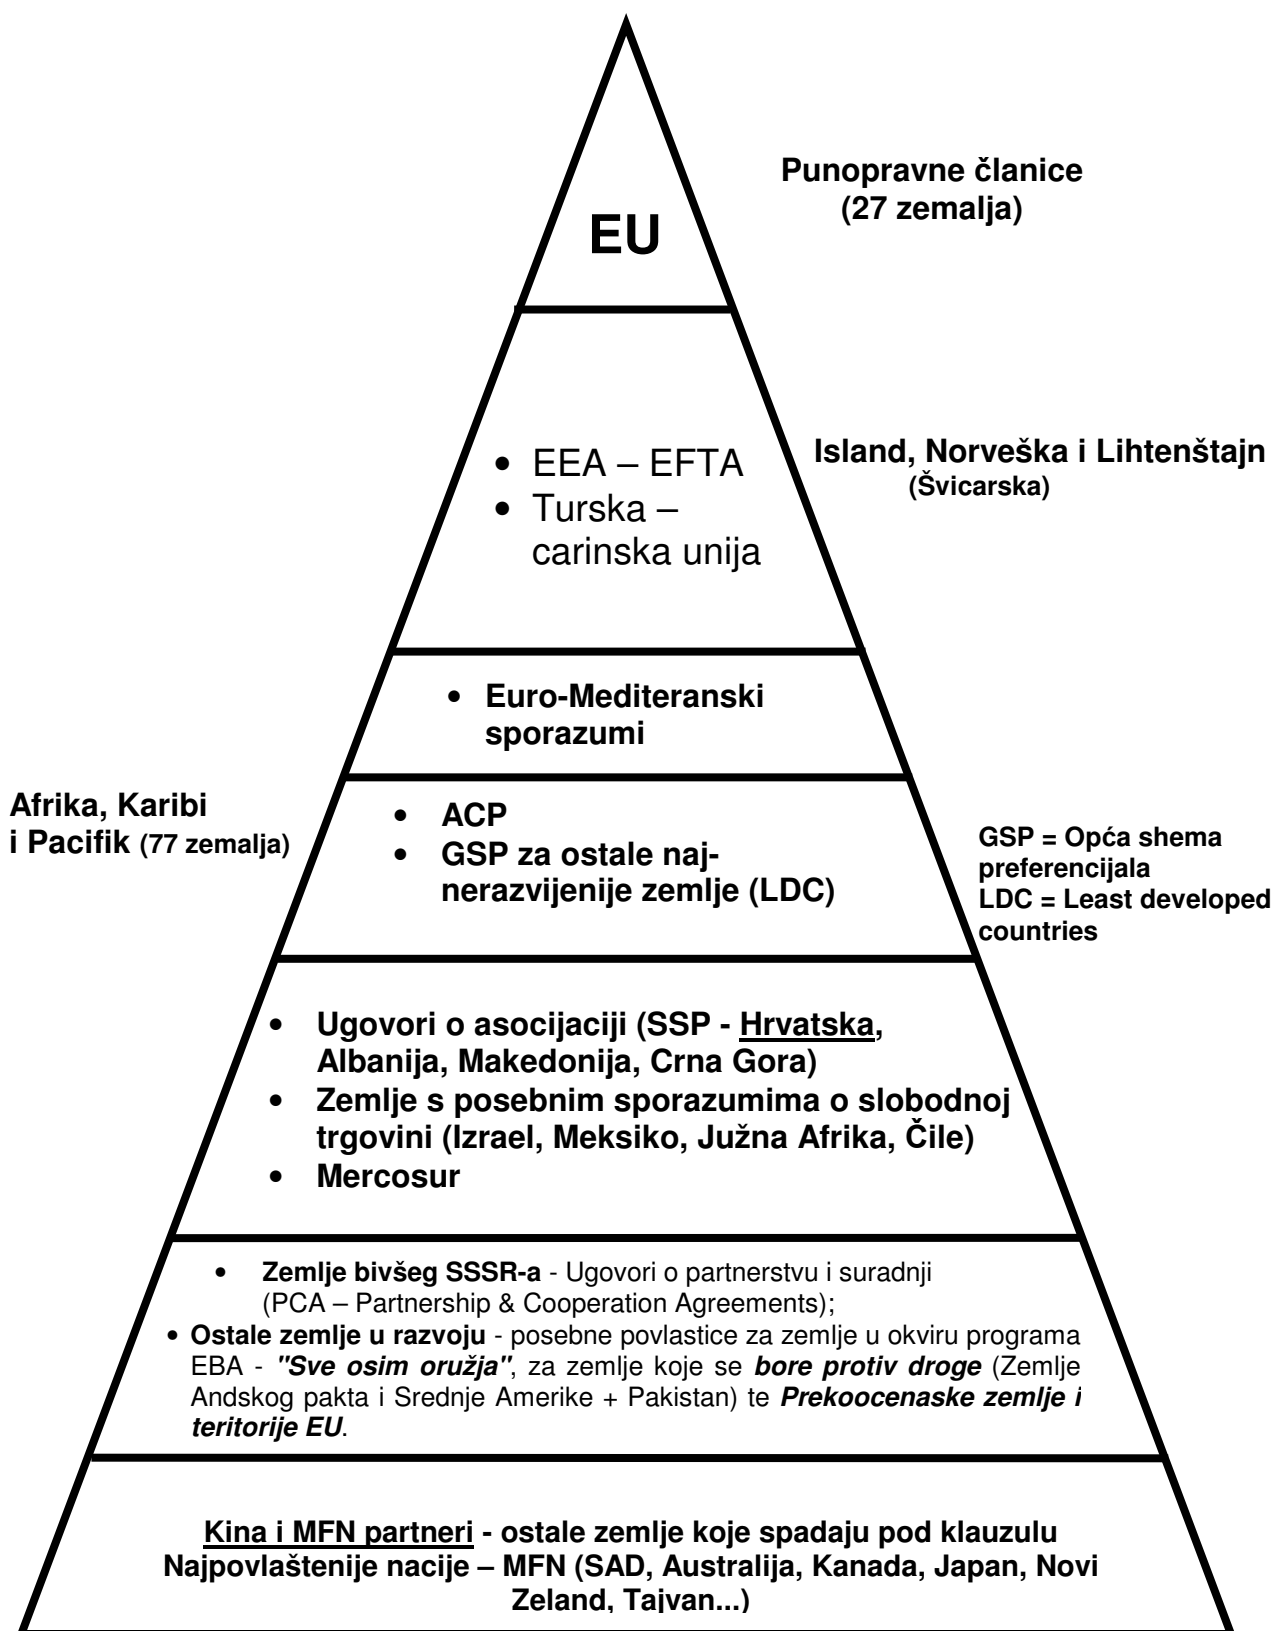 Punopravne članice
(27 zemalja)
EU
• EEA – EFTA
• Turska –
carinska unija
Island, Norveška i Lihtenštajn
(Švicarska)
• Euro-Mediteranski
sporazumi
Afrika, Karibi
i Pacifik (77 zemalja)
• ACP
• GSP za ostale naj-
nerazvijenije zemlje (LDC)
GSP = Opća shema
preferencijala
LDC = Least developed
countries
• Ugovori o asocijaciji (SSP - Hrvatska,
Albanija, Makedonija, Crna Gora)
• Zemlje s posebnim sporazumima o slobodnoj
trgovini (Izrael, Meksiko, Južna Afrika, Čile)
• Mercosur
• Zemlje bivšeg SSSR-a - Ugovori o partnerstvu i suradnji
(PCA – Partnership & Cooperation Agreements);
• Ostale zemlje u razvoju - posebne povlastice za zemlje u okviru programa
EBA - "Sve osim oružja", za zemlje koje se bore protiv droge (Zemlje
Andskog pakta i Srednje Amerike + Pakistan) te Prekoocenaske zemlje i
teritorije EU.
Kina i MFN partneri - ostale zemlje koje spadaju pod klauzulu
Najpovlaštenije nacije – MFN (SAD, Australija, Kanada, Japan, Novi
Zeland, Tajvan...)